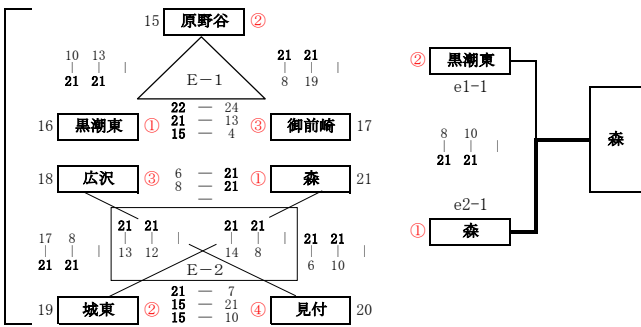 15 原野谷 ②
10 13 21 21
| | | | | |
21 21 8 19
E－1
22 — 24
21 — 13
15 — 4
16 黒潮東 ① ③ 御前崎 17
18 広沢 ③ ① 森 21
6 — 21
8 — 21
—
21 21 21 21
| | | | | |
13 12 14 8
17 8 21 21
| | | | | |
21 21 6 10
E－2
21 — 7
15 — 21
15 — 10
19 城東 ② ④ 見付 20
② 黒潮東
e1-1
8 10
| | |
21 21
e2-1
① 森
森